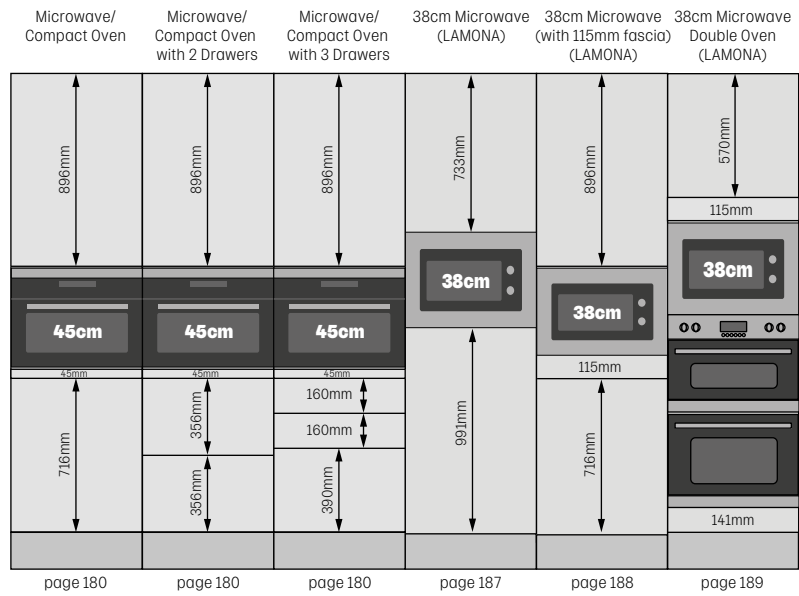 Microwave/
Compact Oven
Microwave/
Compact Oven
with 2 Drawers
Microwave/
Compact Oven
with 3 Drawers
38cm Microwave
(LAMONA)
38cm Microwave
(with 115mm fascia)
(LAMONA)
38cm Microwave
Double Oven
(LAMONA)
896mm
45cm
45mm
716mm
896mm
45cm
45mm
356mm
356mm
896mm
45cm
45mm
160mm
160mm
390mm
733mm
38cm
991mm
896mm
38cm
115mm
716mm
570mm
115mm
38cm
141mm
page 180
page 180
page 180
page 187
page 188
page 189